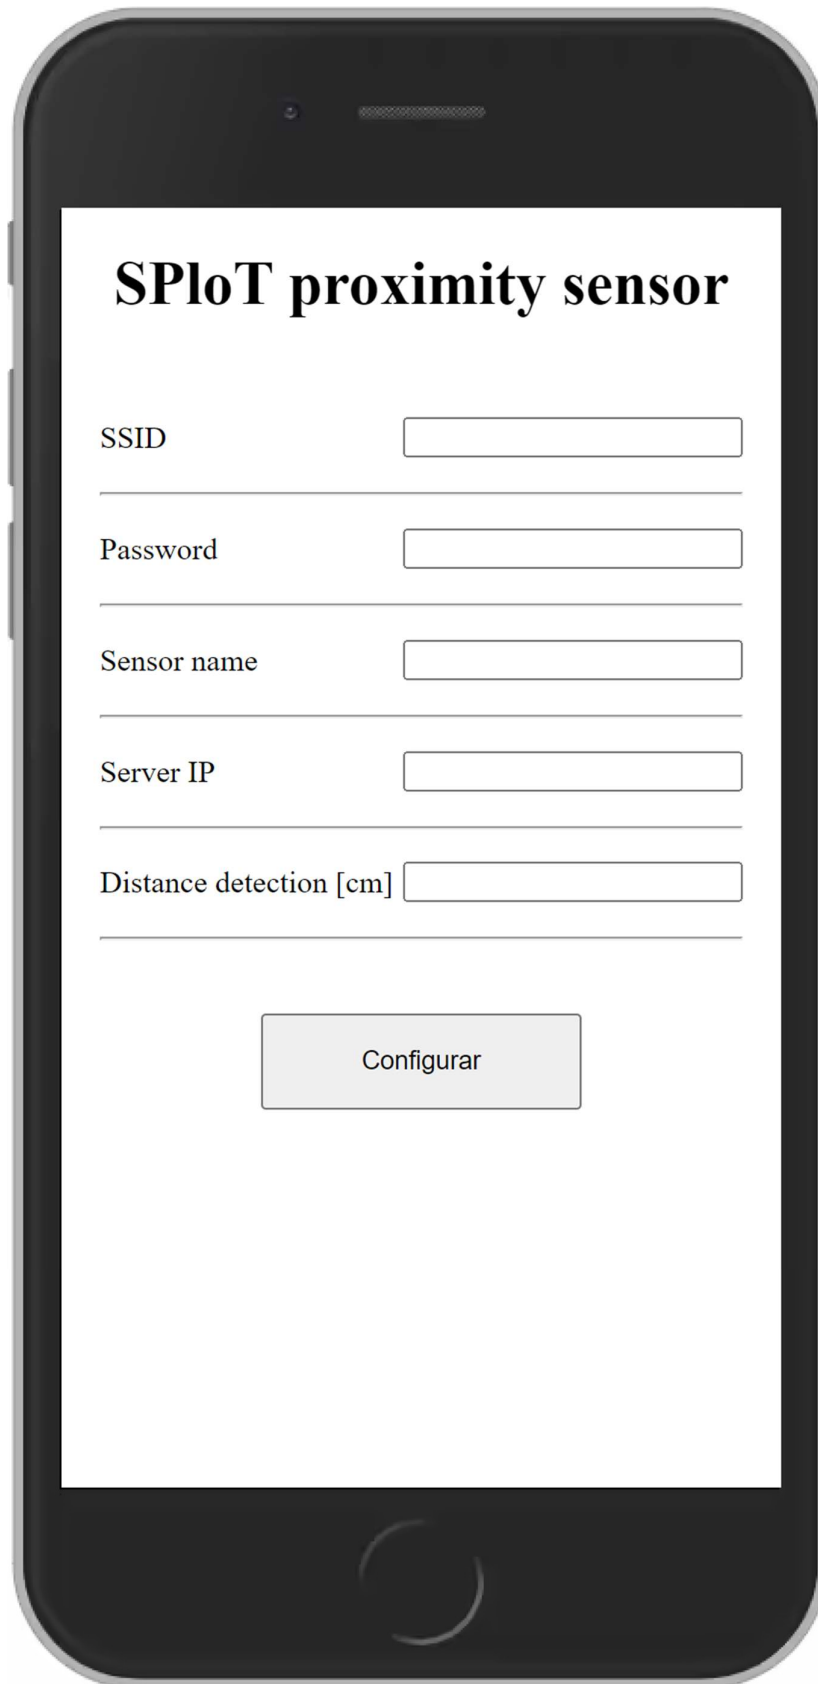 SPIoT proximity sensor
SSID
Password
Sensor name
Server IP
Distance detection [cm]
Configurar